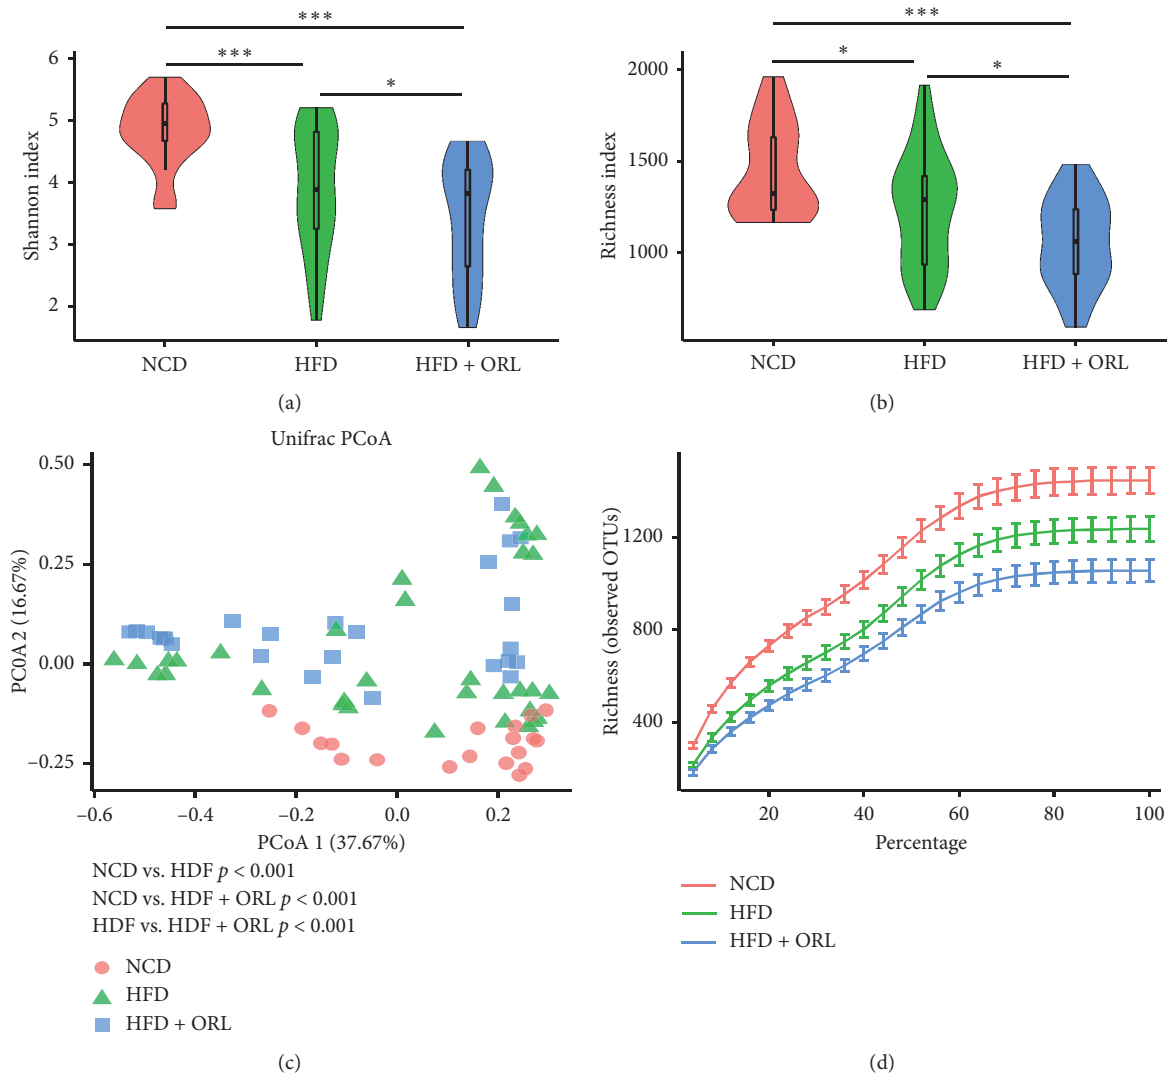 ***
***
*
6
5
4
3
2
Shannon index
NCD
HFD
HFD + ORL
(a)
***
*
*
2000
1500
1000
Richness index
NCD
HFD
HFD + ORL
(b)
Unifrac PCoA
0.50
0.25
0.00
−0.25
PC0A 2 (16.67%)
−0.6
−0.4
−0.2
0.0
0.2
PCoA 1 (37.67%)
NCD vs. HDF p < 0.001
NCD vs. HDF + ORL p < 0.001
HDF vs. HDF + ORL p < 0.001
NCD
HFD
HFD + ORL
(c)
1200
800
400
Richness (observed OTUs)
20
40
60
80
100
Percentage
NCD
HFD
HFD + ORL
(d)